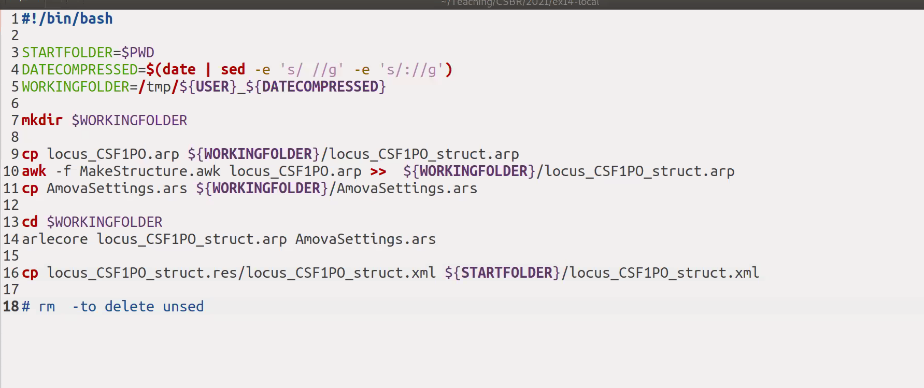 ~/Teaching/CSBR/2021/ex14-local
1 #!/bin/bash
2
3 STARTFOLDER=$PWD
4 DATECOMPRESSED=$(date | sed -e 's/ //g' -e 's/://g')
5 WORKINGFOLDER=/tmp/${USER}_${DATECOMPRESSED}
6
7 mkdir $WORKINGFOLDER
8
9 cp locus_CSF1PO.arp ${WORKINGFOLDER}/locus_CSF1PO_struct.arp
10 awk -f MakeStructure.awk locus_CSF1PO.arp >>  ${WORKINGFOLDER}/locus_CSF1PO_struct.arp
11 cp AmovaSettings.ars ${WORKINGFOLDER}/AmovaSettings.ars
12
13 cd $WORKINGFOLDER
14 arlecore locus_CSF1PO_struct.arp AmovaSettings.ars
15
16 cp locus_CSF1PO_struct.res/locus_CSF1PO_struct.xml ${STARTFOLDER}/locus_CSF1PO_struct.xml
17
18 # rm  -to delete unsed